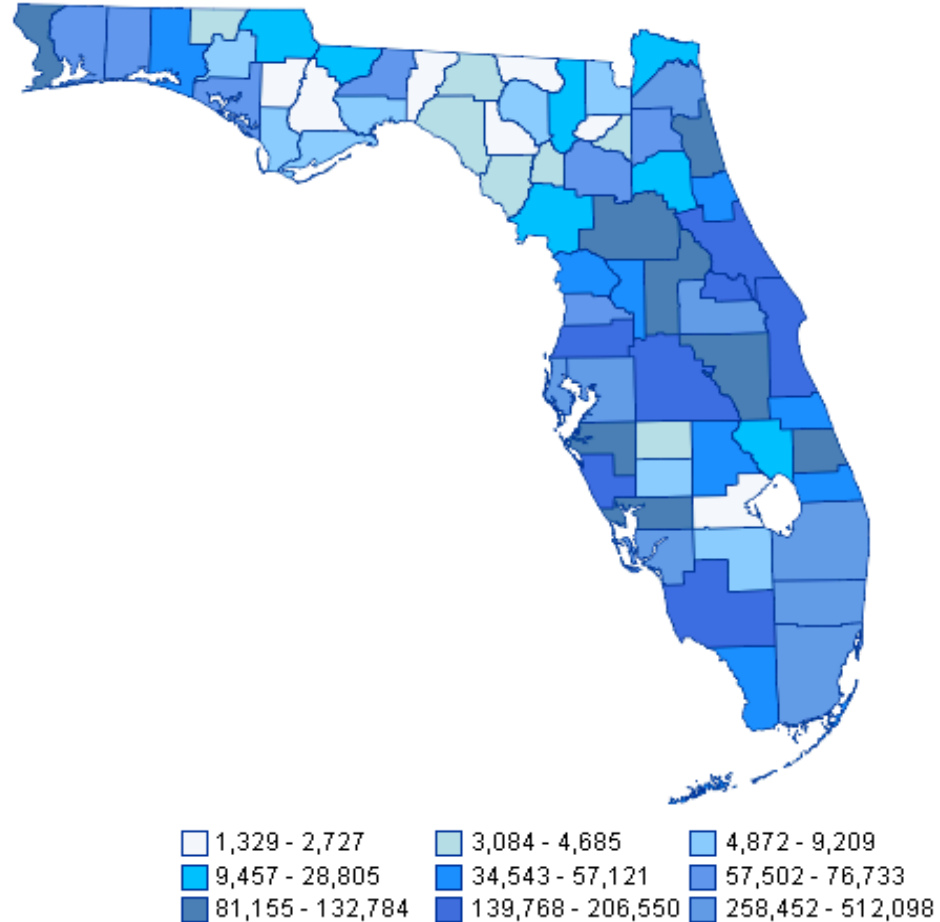 1,329 - 2,727 3,084 - 4,685 4,872 - 9,209
9,457 - 28,805 34,543 - 57,121 57,502 - 76,733
81,155 - 132,784 139,768 - 206,550 258,452 - 512,098